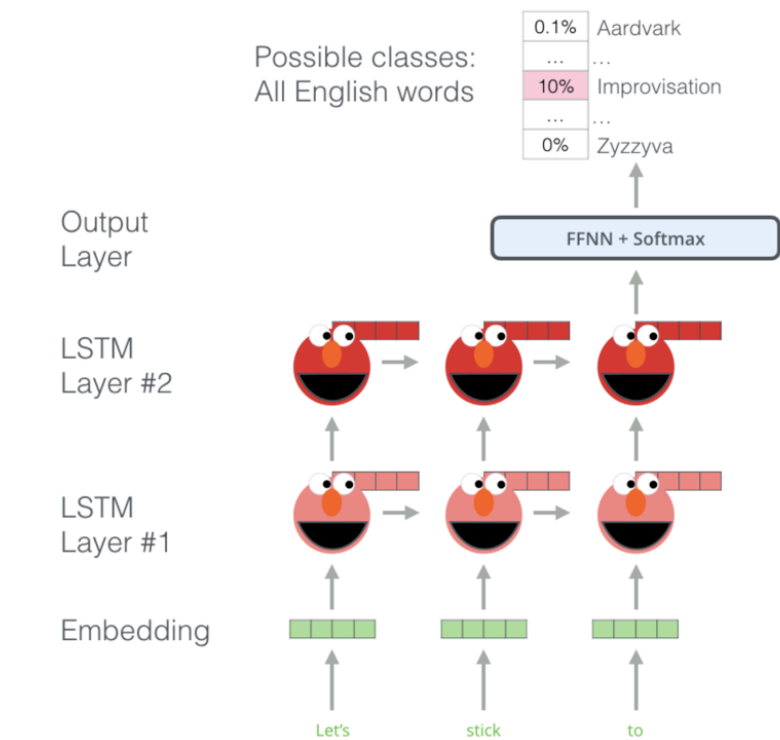 0.1% Aardvark
Possible classes:
... ...
All English words
10% Improvisation
... ...
0% Zyzzyva
Output
Layer
FFNN + Softmax
LSTM
Layer #2
LSTM
Layer #1
Embedding
Let's stick to